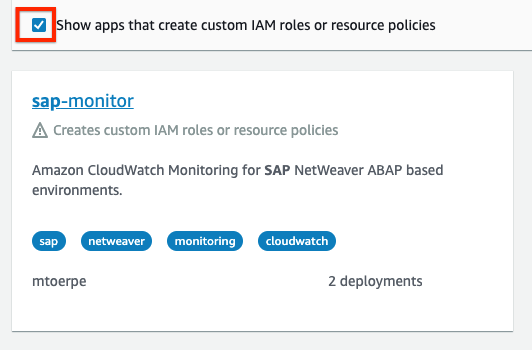 Show apps that create custom IAM roles or resource policies
sap-monitor
Creates custom IAM roles or resource policies
Amazon CloudWatch Monitoring for SAP NetWeaver ABAP based
environments.
sap netweaver monitoring cloudwatch
mtoerpe 2 deployments